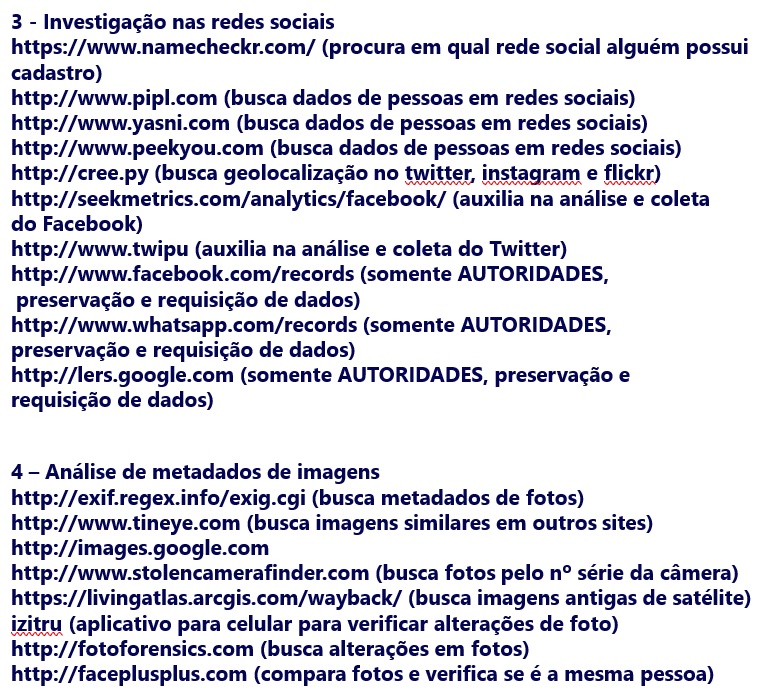 3 - Investigação nas redes sociais
https://www.namecheckr.com/ (procura em qual rede social alguém possui
cadastro)
http://www.pipl.com (busca dados de pessoas em redes sociais)
http://www.yasni.com (busca dados de pessoas em redes sociais)
http://www.peekyou.com (busca dados de pessoas em redes sociais)
http://cree.py (busca geolocalização no twitter, instagram e flickr)
http://seekmetrics.com/analytics/facebook/ (auxilia na análise e coleta
do Facebook)
http://www.twipu (auxilia na análise e coleta do Twitter)
http://www.facebook.com/records (somente AUTORIDADES,
preservação e requisição de dados)
http://www.whatsapp.com/records (somente AUTORIDADES,
preservação e requisição de dados)
http://lers.google.com (somente AUTORIDADES, preservação e
requisição de dados)
4 – Análise de metadados de imagens
http://exif.regex.info/exig.cgi (busca metadados de fotos)
http://www.tineye.com (busca imagens similares em outros sites)
http://images.google.com
http://www.stolencamerafinder.com (busca fotos pelo nº série da câmera)
https://livingatlas.arcgis.com/wayback/ (busca imagens antigas de satélite)
izitru (aplicativo para celular para verificar alterações de foto)
http://fotoforensics.com (busca alterações em fotos)
http://faceplusplus.com (compara fotos e verifica se é a mesma pessoa)